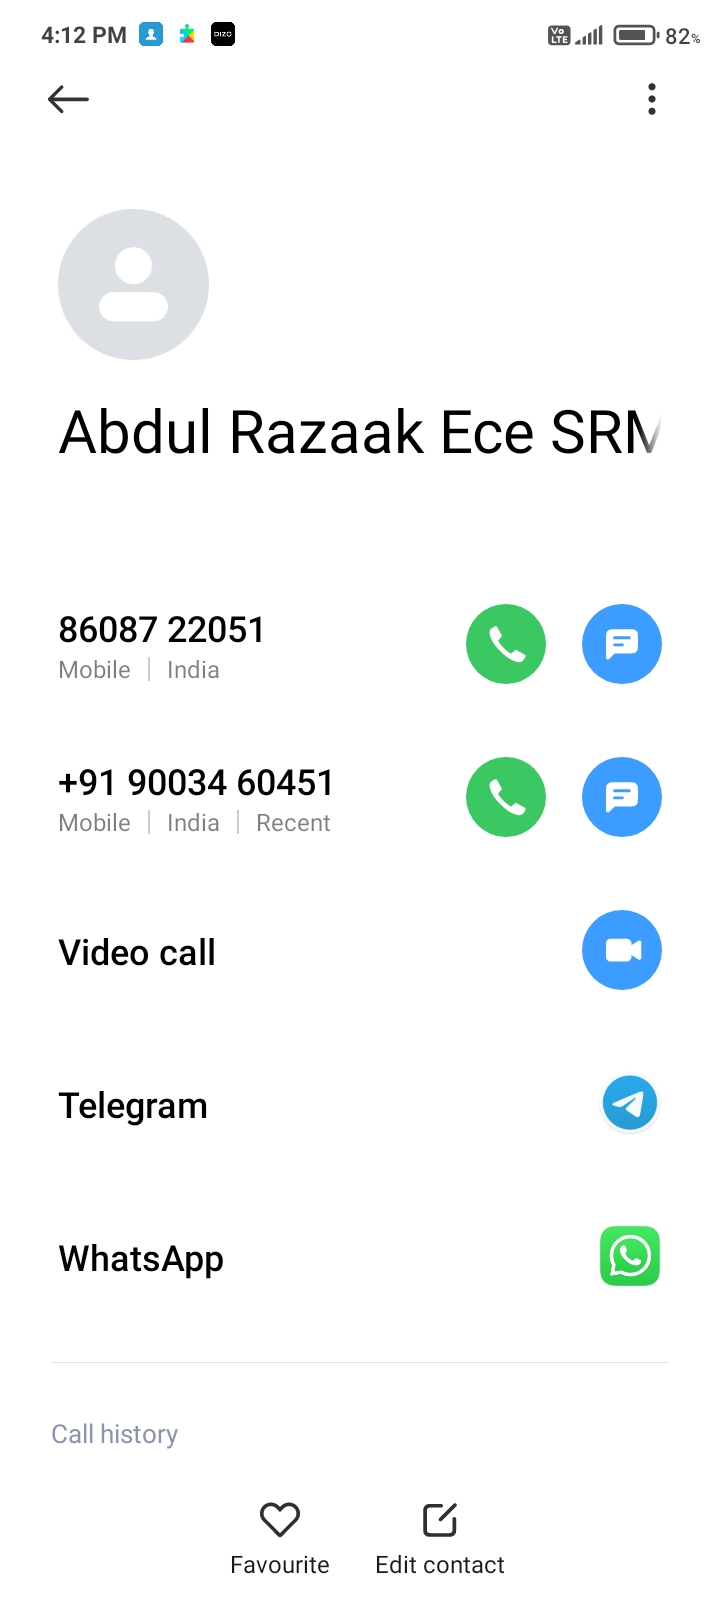 4:12 PM DIZO Vo LTE 82%
Abdul Razaak Ece SRM
86087 22051
Mobile | India
+91 90034 60451
Mobile | India | Recent
Video call
Telegram
WhatsApp
Call history
Favourite Edit contact